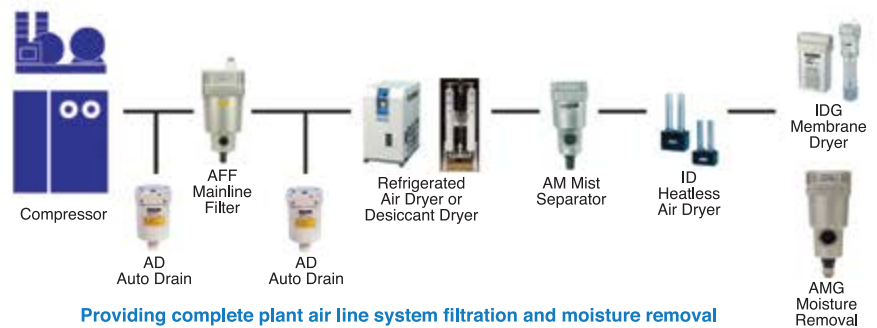 Compressor
AD
Auto Drain
AFF
Mainline
Filter
AD
Auto Drain
Refrigerated
Air Dryer or
Desiccant Dryer
AM Mist
Separator
ID
Heatless
Air Dryer
IDG
Membrane
Dryer
AMG
Moisture
Removal
Providing complete plant air line system filtration and moisture removal